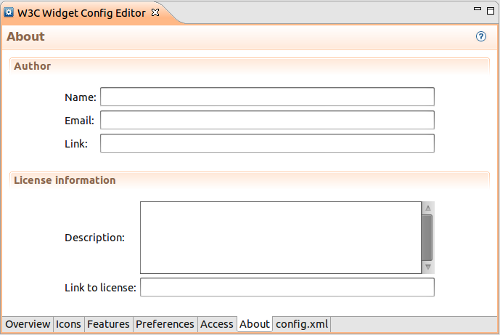 W3C Widget Config Editor
About
Author
Name:
Email:
Link:
License information
Description:
Link to license:
Overview Icons Features Preferences Access About config.xml